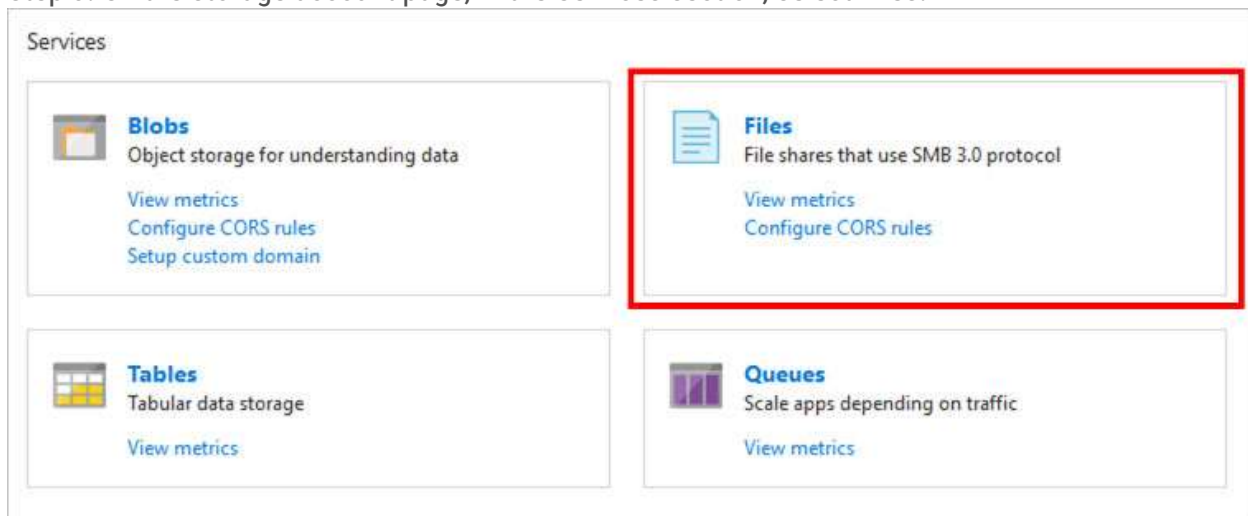 Services
Blobs
Object storage for understanding data
View metrics
Configure CORS rules
Setup custom domain
Files
File shares that use SMB 3.0 protocol
View metrics
Configure CORS rules
Tables
Tabular data storage
View metrics
Queues
Scale apps depending on traffic
View metrics